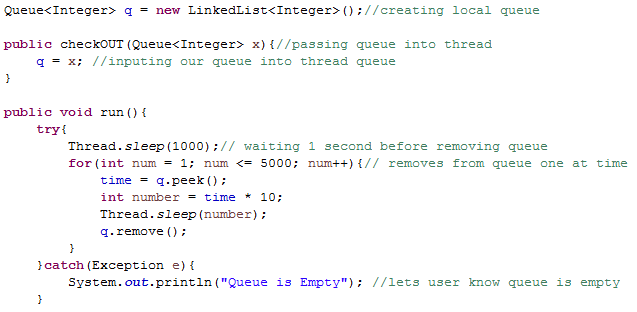 Queue<Integer> q = new LinkedList<Integer>();//creating local queue
public checkOUT(Queue<Integer> x){//passing queue into thread
q = x; //inputing our queue into thread queue
}
public void run(){
try{
Thread.sleep(1000);// waiting 1 second before removing queue
for(int num = 1; num <= 5000; num++){// removes from queue one at time
time = q.peek();
int number = time * 10;
Thread.sleep(number);
q.remove();
}
}catch(Exception e){
System.out.println("Queue is Empty"); //lets user know queue is empty
}